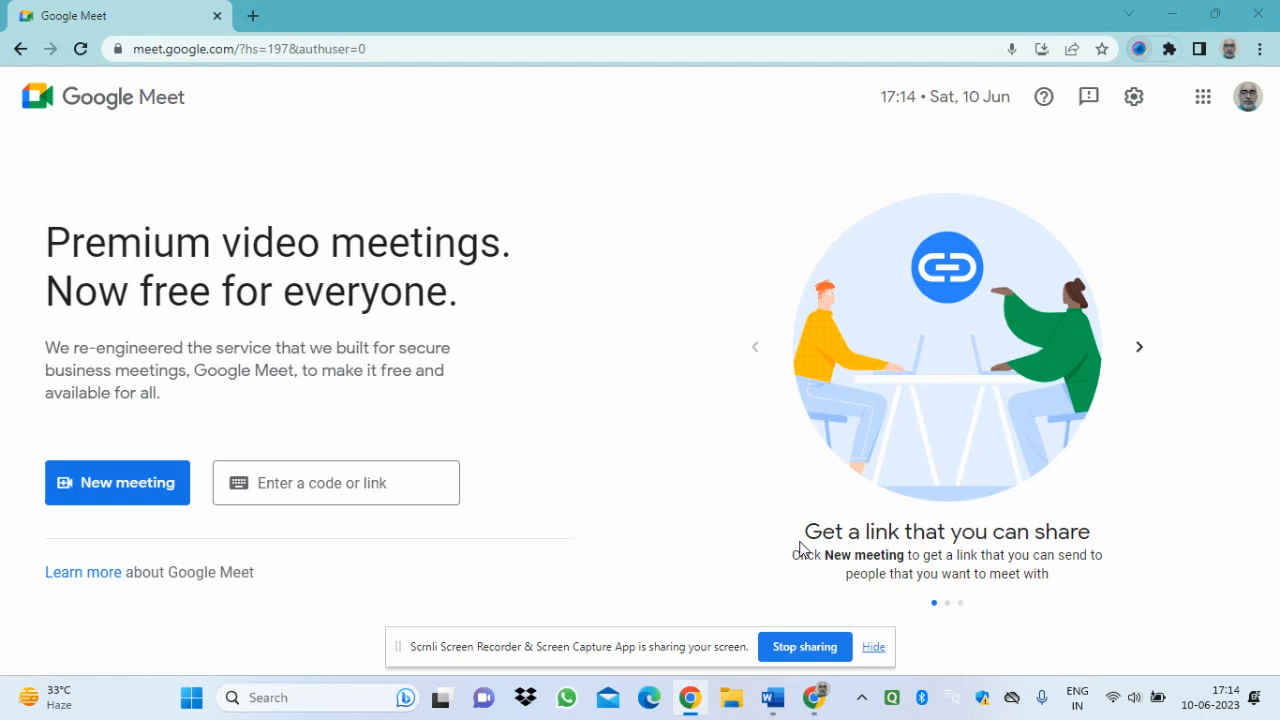 Google Meet
meet.google.com/?hs=197&authuser=0
Google Meet
17:14 • Sat, 10 Jun
Premium video meetings.
Now free for everyone.
We re-engineered the service that we built for secure
business meetings, Google Meet, to make it free and
available for all.
New meeting
Enter a code or link
Learn more about Google Meet
Get a link that you can share
Click New meeting to get a link that you can send to
people that you want to meet with
Scrnli Screen Recorder & Screen Capture App is sharing your screen.
Stop sharing
Hide
33°C
Haze
Search
ENG
IN
17:14
10-06-2023